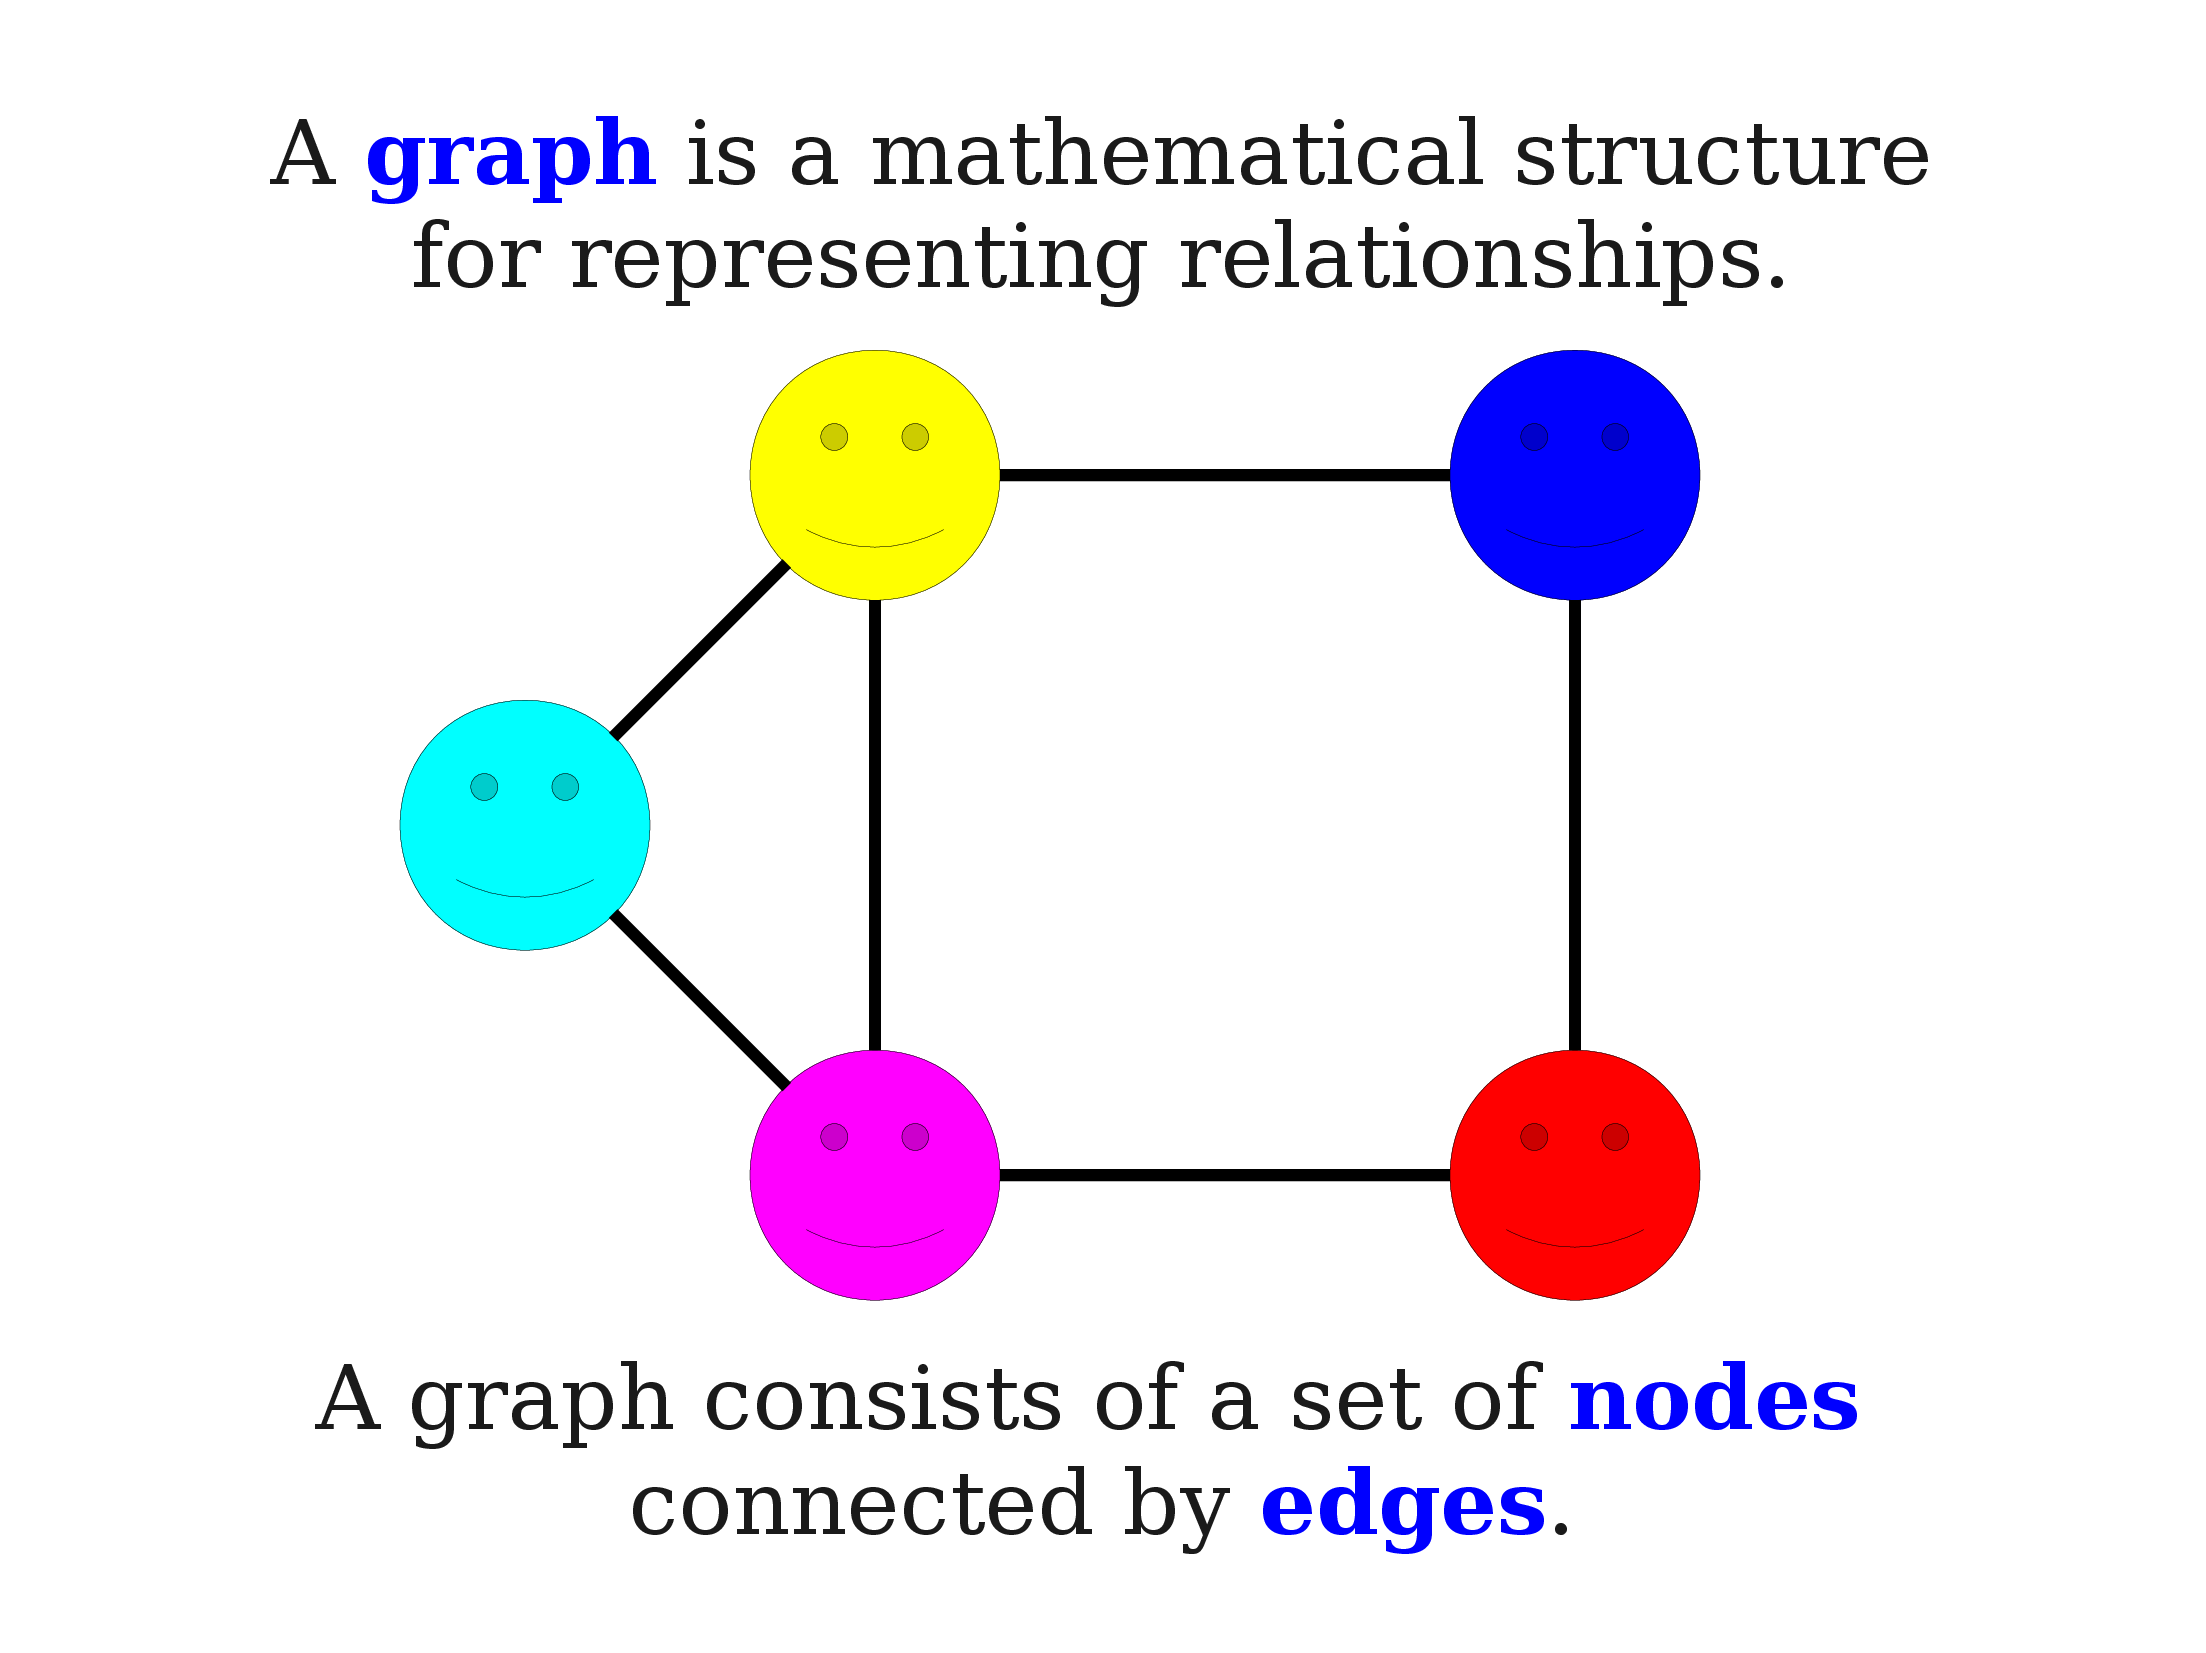 A graph is a mathematical structure
for representing relationships.
A graph consists of a set of nodes
connected by edges.